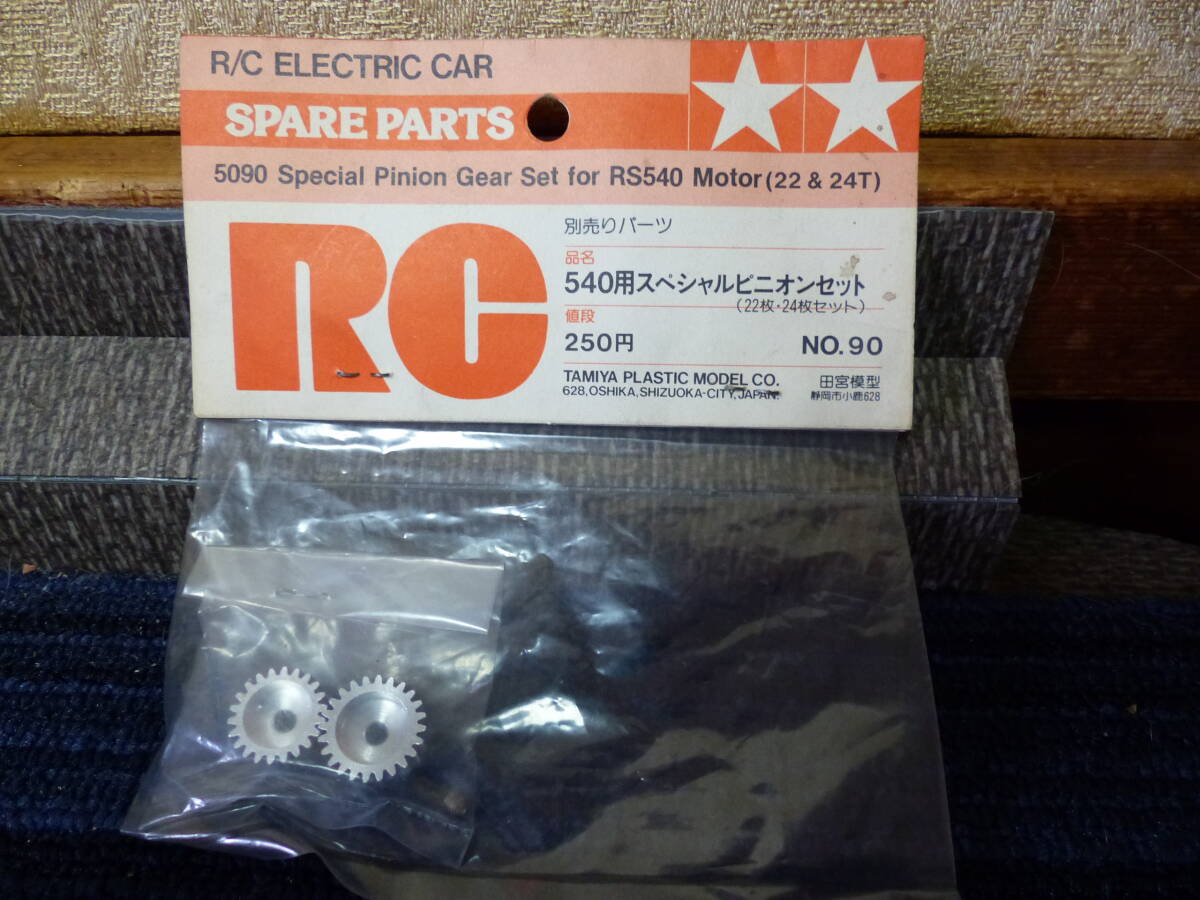 R/C ELECTRIC CAR
SPARE PARTS
5090 Special Pinion Gear Set for RS540 Motor (22 & 24T)
RC
別売りパーツ
品名
540用スペシャルピニオンセット
(22枚・24枚セット)
値段
250円 NO.90
TAMIYA PLASTIC MODEL CO. 田宮模型
628, OSHIKA, SHIZUOKA-CITY, JAPAN. 静岡市小鹿628